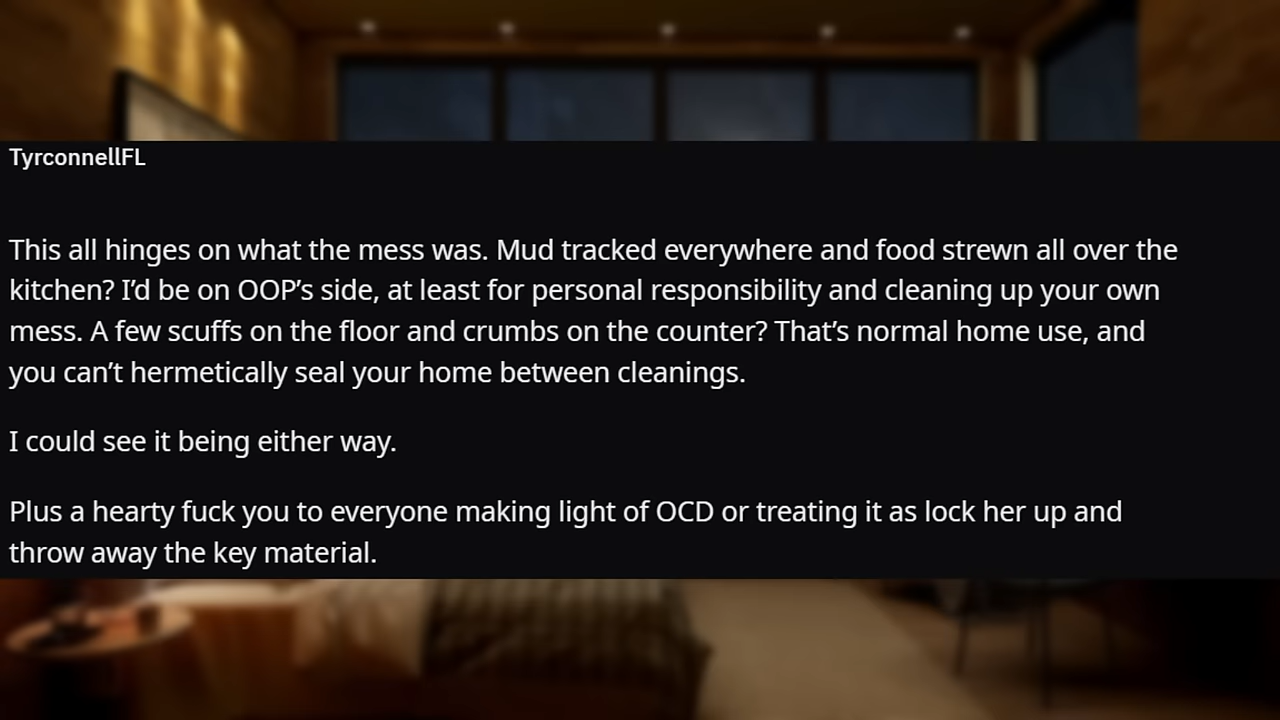 TyrconnellFL
This all hinges on what the mess was. Mud tracked everywhere and food strewn all over the
kitchen? I’d be on OOP’s side, at least for personal responsibility and cleaning up your own
mess. A few scuffs on the floor and crumbs on the counter? That’s normal home use, and
you can’t hermetically seal your home between cleanings.
I could see it being either way.
Plus a hearty fuck you to everyone making light of OCD or treating it as lock her up and
throw away the key material.